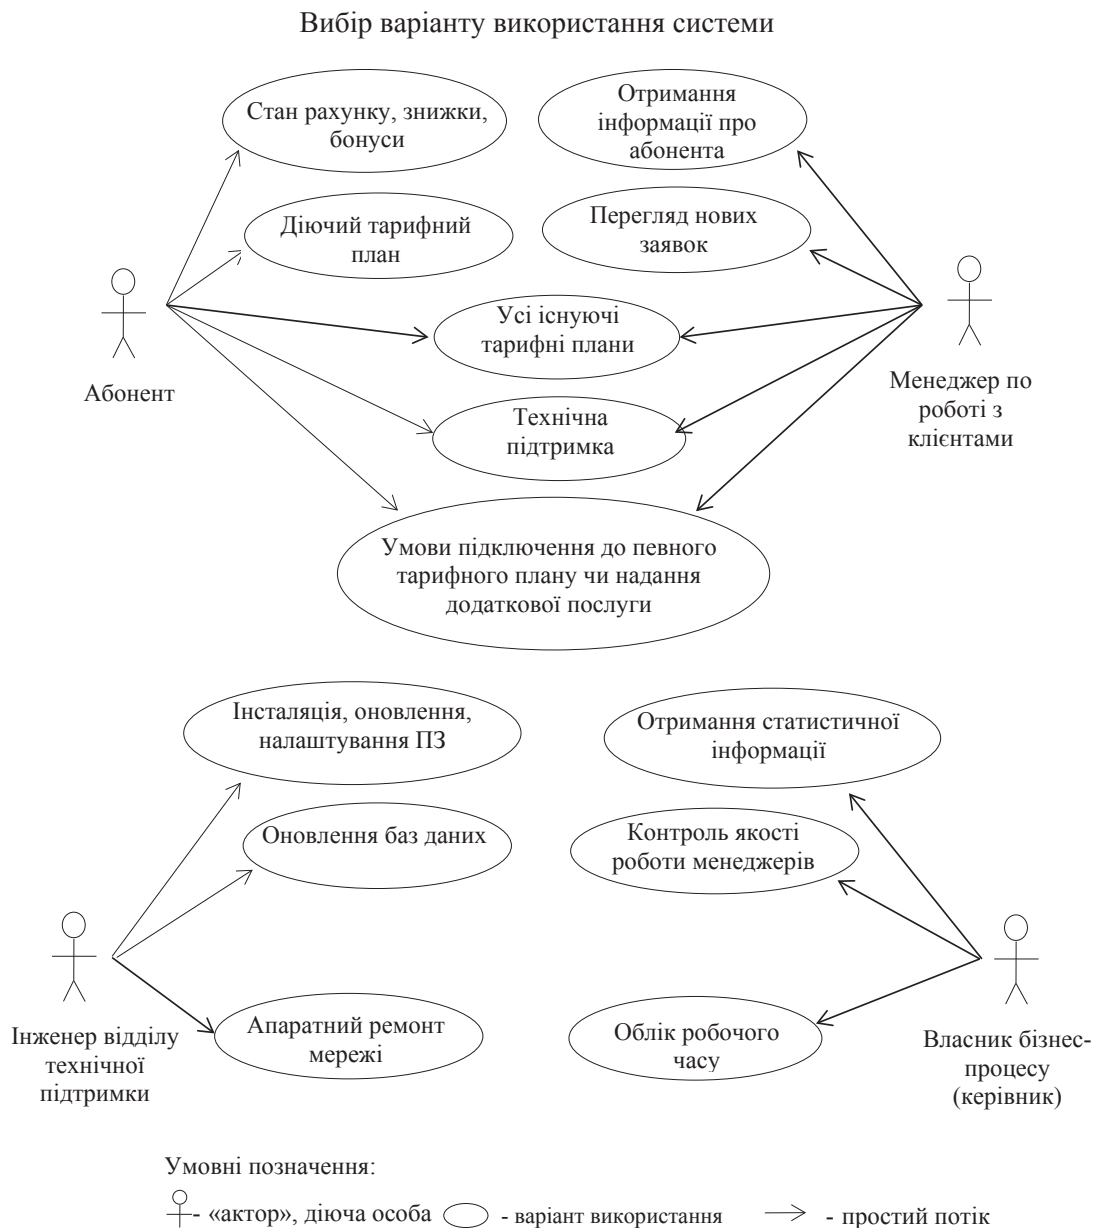 Вибір варіанту використання системи
Стан рахунку, знижки,
бонуси
Отримання
інформації про
абонента
Діючий тарифний
план
Перегляд нових
заявок
Усі існуючі
тарифні плани
Абонент
Менеджер по
роботі з
клієнтами
Технічна
підтримка
Умови підключення до певного
тарифного плану чи надання
додаткової послуги
Інсталяція, оновлення,
налаштування ПЗ
Отримання статистичної
інформації
Оновлення баз даних
Контроль якості
роботи менеджерів
Інженер відділу
технічної
підтримки
Апаратний ремонт
мережі
Облік робочого
часу
Власник бізнес-
процесу
(керівник)
Умовні позначення:
- «актор», діюча особа
- варіант використання
- простий потік